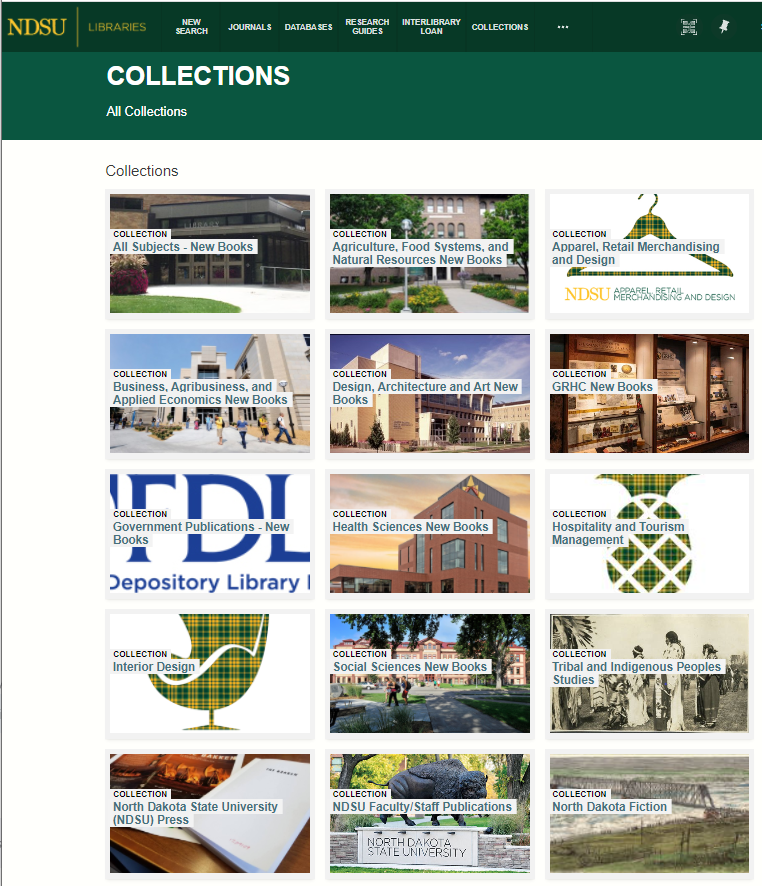 NDSU LIBRARIES
NEW SEARCH
JOURNALS
DATABASES
RESEARCH GUIDES
INTERLIBRARY LOAN
COLLECTIONS
...
COLLECTIONS
All Collections
Collections
COLLECTION
All Subjects - New Books
COLLECTION
Agriculture, Food Systems, and
Natural Resources New Books
COLLECTION
Apparel, Retail Merchandising
and Design
NDSU APPAREL, RETAIL
MERCHANDISING AND DESIGN
COLLECTION
Business, Agribusiness, and
Applied Economics New Books
COLLECTION
Design, Architecture and Art New
Books
COLLECTION
GRHC New Books
COLLECTION
Government Publications - New
Books
Depository Library
COLLECTION
Health Sciences New Books
COLLECTION
Hospitality and Tourism
Management
COLLECTION
Interior Design
COLLECTION
Social Sciences New Books
COLLECTION
Tribal and Indigenous Peoples
Studies
COLLECTION
North Dakota State University
(NDSU) Press
COLLECTION
NDSU Faculty/Staff Publications
NORTH DAKOTA
STATE UNIVERSITY
COLLECTION
North Dakota Fiction